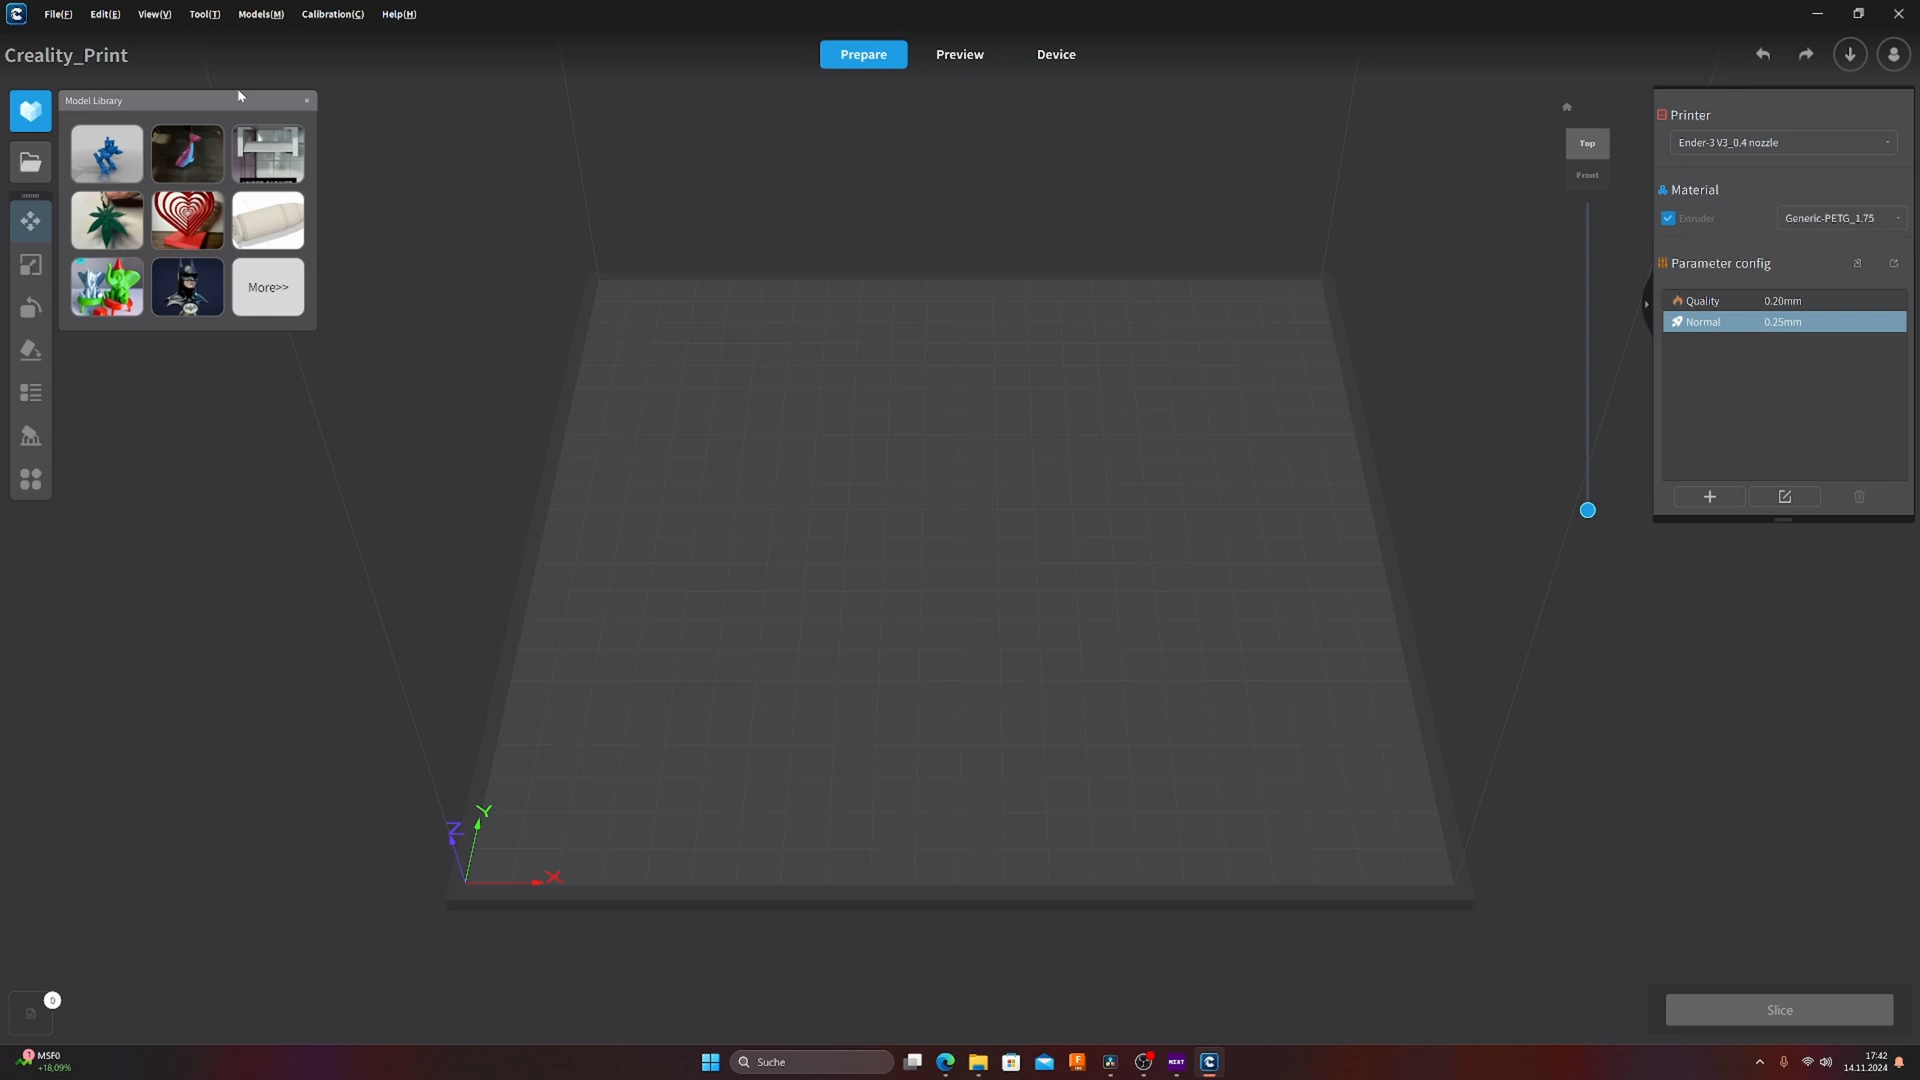 File(F) Edit(E) View(V) Tool(T) Models(M) Calibration(C) Help(H)
Creality_Print
Prepare Preview Device
Model Library
More>>
Top
Front
Printer
Ender-3 V3_0.4 nozzle
Material
Extruder Generic-PETG_1.75
Parameter config
Quality 0.20mm
Normal 0.25mm
Z
Y
X
0
Slice
1
MSFO
+18,09%
Suche
NEXT
17:42
14.11.2024